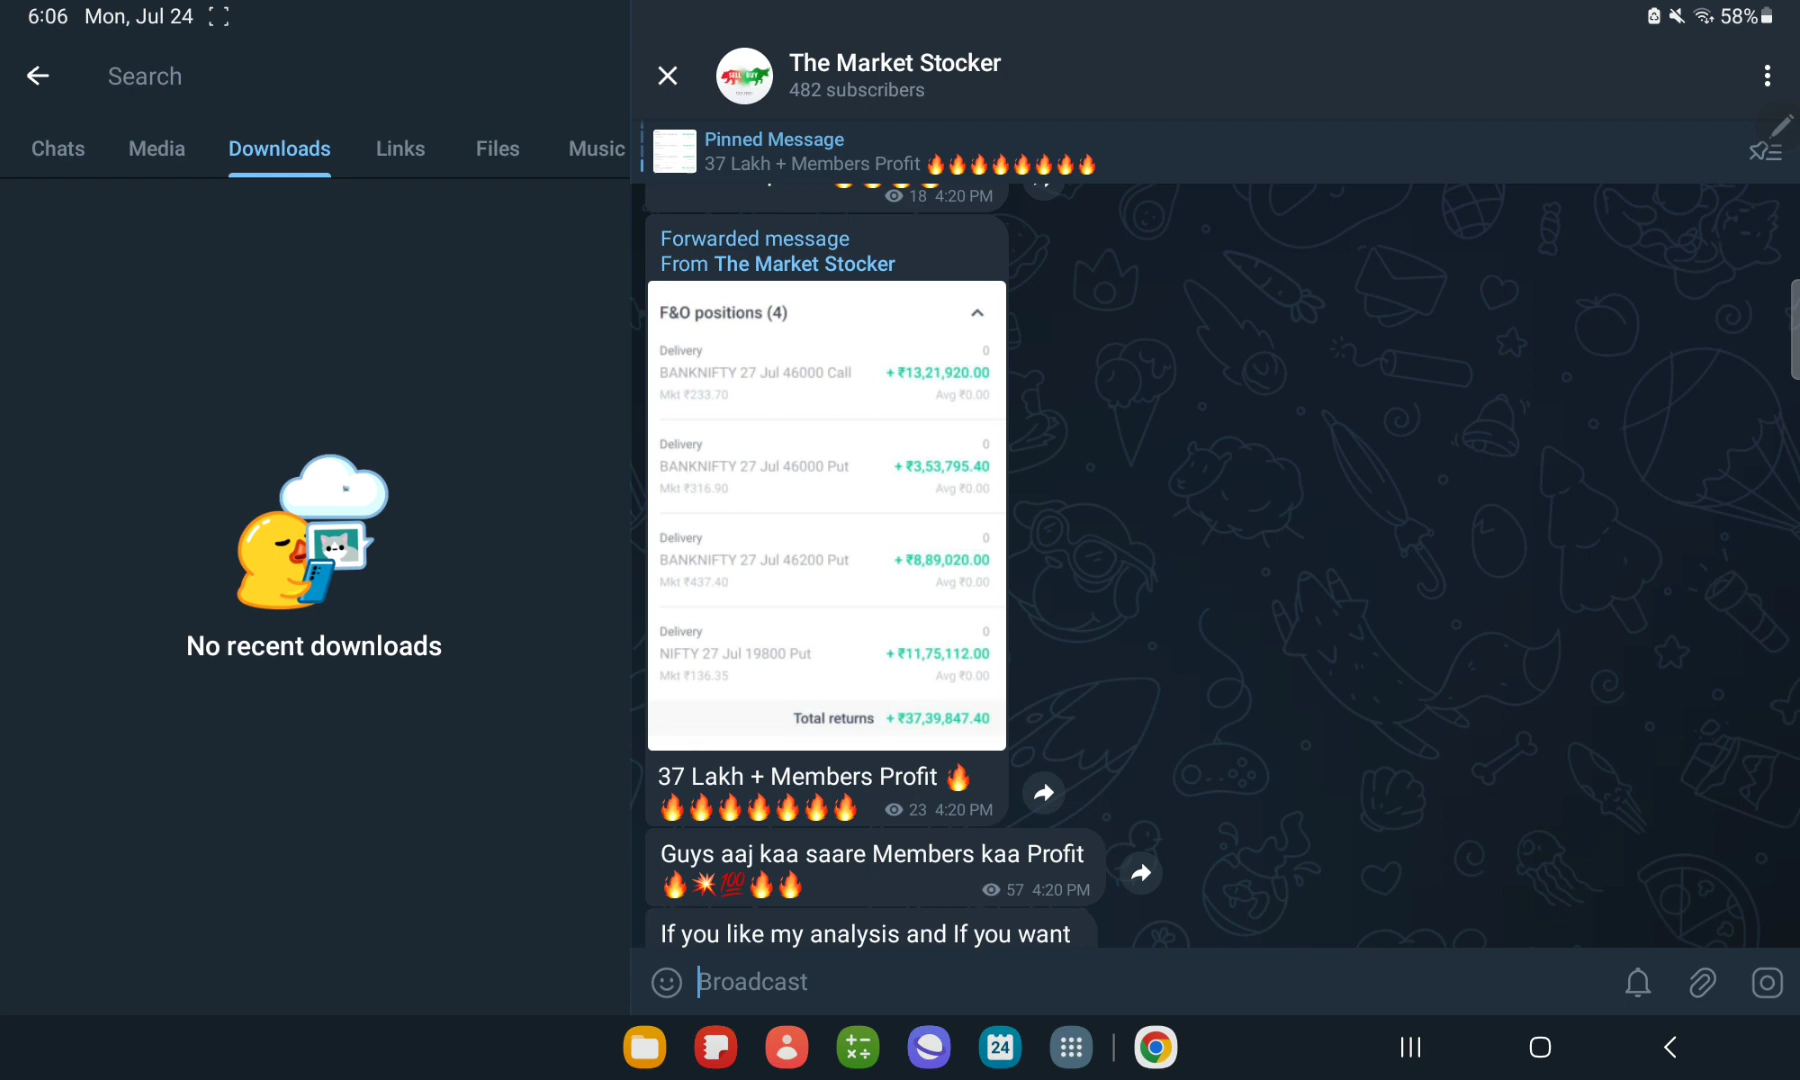 6:06 Mon, Jul 24
58%
Search
Chats Media Downloads Links Files Music
No recent downloads
The Market Stocker
482 subscribers
SELL BUY
Pinned Message
37 Lakh + Members Profit 🔥🔥🔥🔥🔥🔥🔥🔥
18 4:20 PM
Forwarded message
From The Market Stocker
F&O positions (4)
Delivery 0
BANKNIFTY 27 Jul 46000 Call + ₹13,21,920.00
Mkt ₹233.70 Avg ₹0.00
Delivery 0
BANKNIFTY 27 Jul 46000 Put + ₹3,53,795.40
Mkt ₹316.90 Avg ₹0.00
Delivery 0
BANKNIFTY 27 Jul 46200 Put + ₹8,89,020.00
Mkt ₹437.40 Avg ₹0.00
Delivery 0
NIFTY 27 Jul 19800 Put + ₹11,75,112.00
Mkt ₹136.35 Avg ₹0.00
Total returns + ₹37,39,847.40
37 Lakh + Members Profit 🔥
🔥🔥🔥🔥🔥🔥🔥 23 4:20 PM
Guys aaj kaa saare Members kaa Profit
🔥💥💯🔥🔥 57 4:20 PM
If you like my analysis and If you want
Broadcast
24